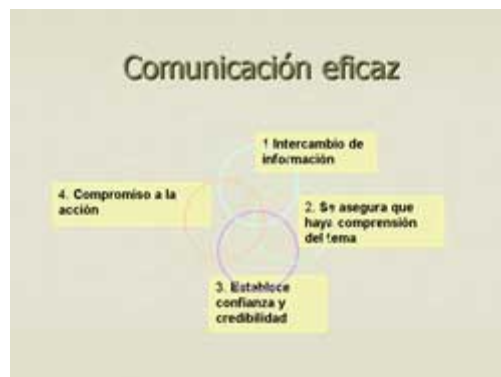 Comunicación eficaz
1 Intercambio de
información
2. Se asegura que
haya comprensión
del tema
3. Establece
confianza y
credibilidad
4. Compromiso a la
acción